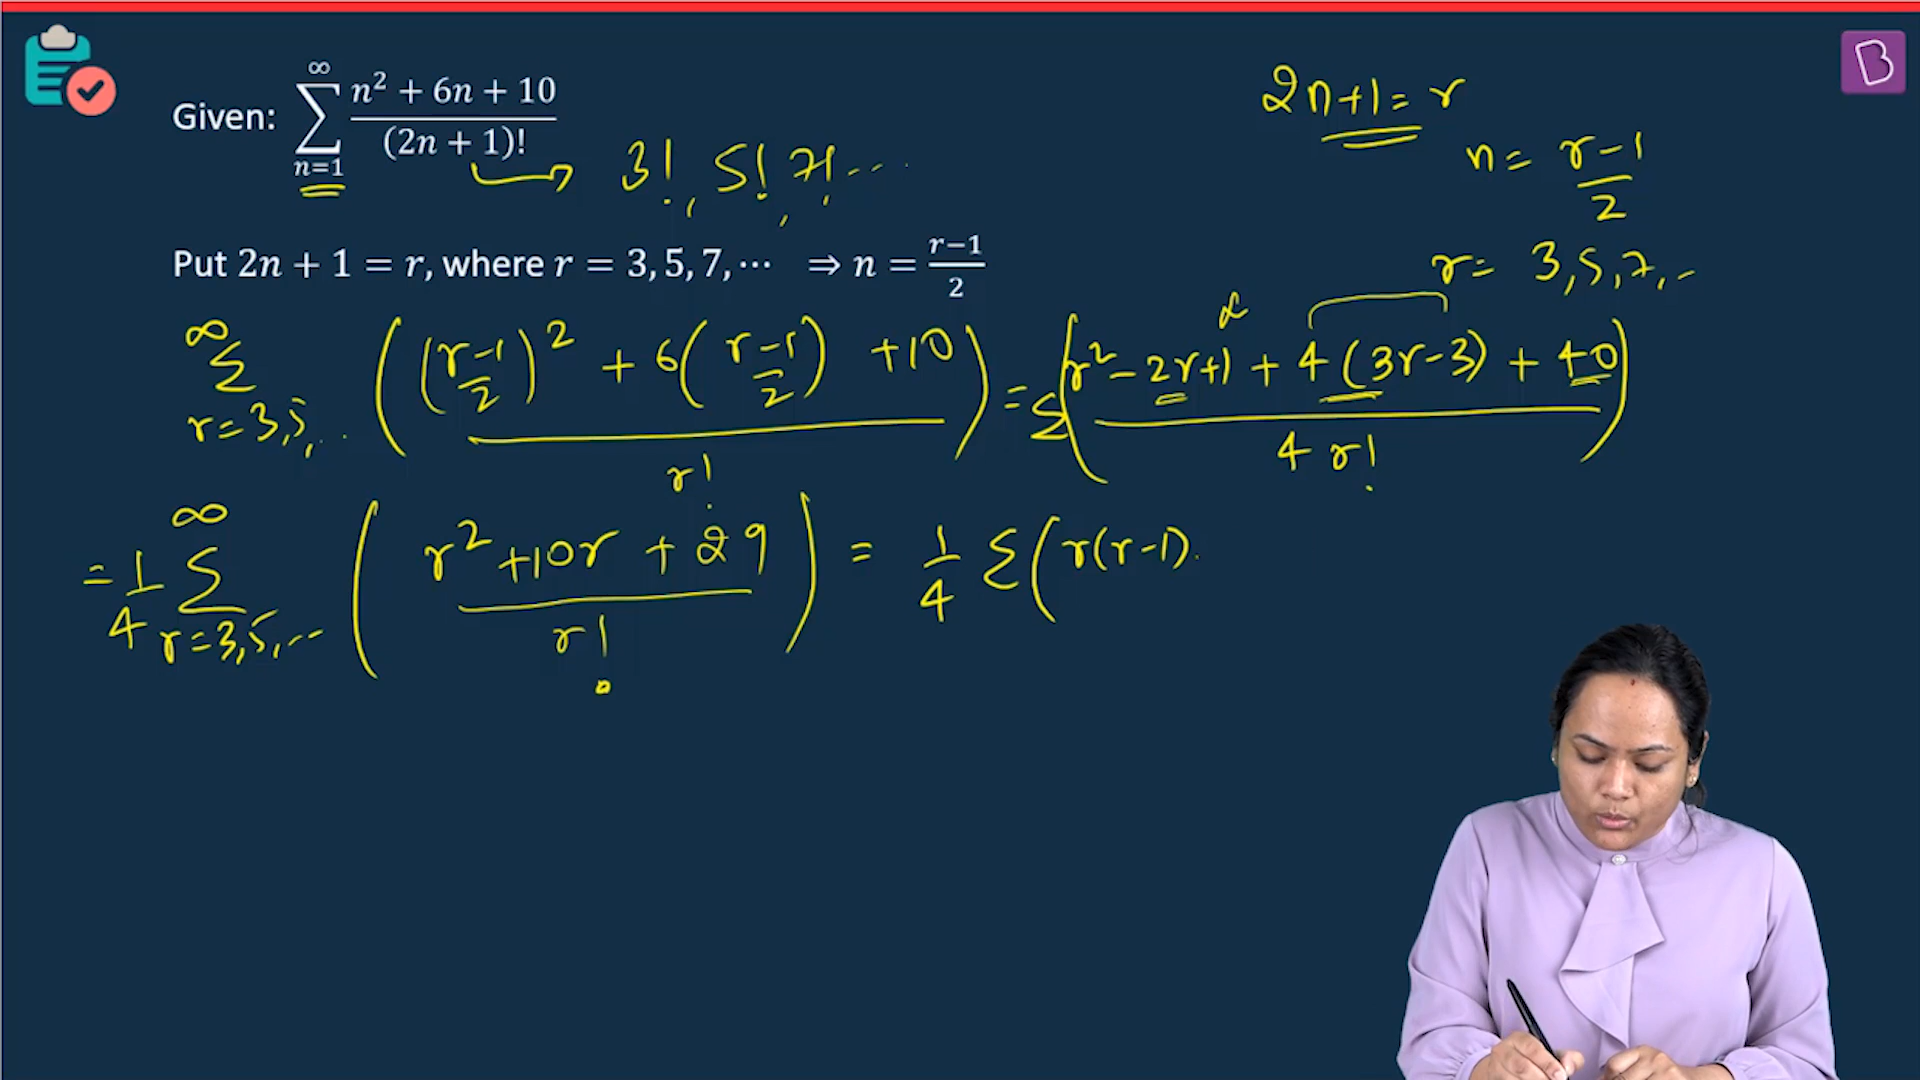 Given: ∞∑n=1 (n² + 6n + 10)/(2n + 1)! → 3!, 5!, 7!...
2n+1 = r
n = (r-1)/2
Put 2n + 1 = r, where r = 3, 5, 7, ⋯ ⇒ n = (r−1)/2
r = 3,5,7,..
∞∑r=3,5,.. (((r-1)/2)² + 6((r-1)/2) + 10)/r! = ∑(r² - 2r+1 + 4(3r-3) + 40)/(4 r!)
= 1/4 ∞∑r=3,5,... ((r² +10r + 29)/r!) = 1/4 ∑(r(r-1)
B